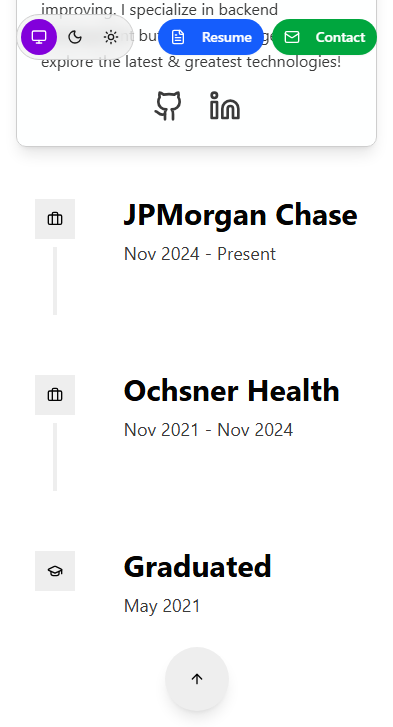 improving. I specialize in backend
Resume
Contact
explore the latest & greatest technologies!
JPMorgan Chase
Nov 2024 - Present
Ochsner Health
Nov 2021 - Nov 2024
Graduated
May 2021